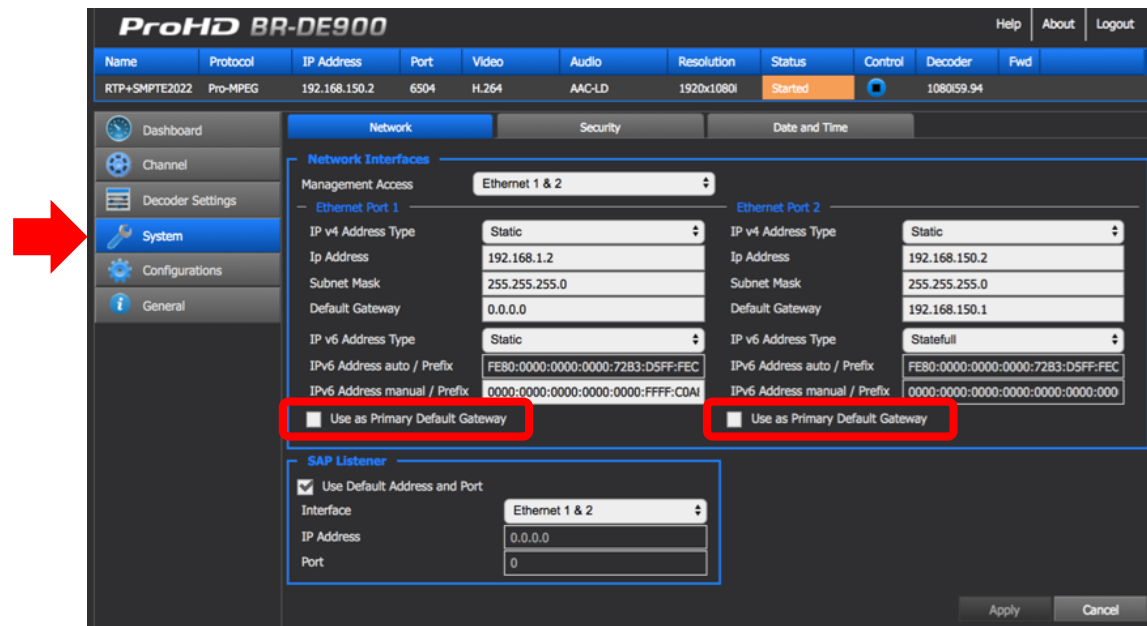 ProHD BR-DE900
Help About Logout
Name Protocol IP Address Port Video Audio Resolution Status Control Decoder Fwd
RTP+SMPTE2022 Pro-MPEG 192.168.150.2 6504 H.264 AAC-LD 1920x1080i Started 1080i59.94
Dashboard
Channel
Decoder Settings
System
Configurations
General
Network Security Date and Time
Network Interfaces
Management Access Ethernet 1 & 2
Ethernet Port 1 Ethernet Port 2
IP v4 Address Type Static IP v4 Address Type Static
Ip Address 192.168.1.2 Ip Address 192.168.150.2
Subnet Mask 255.255.255.0 Subnet Mask 255.255.255.0
Default Gateway 0.0.0.0 Default Gateway 192.168.150.1
IP v6 Address Type Static IP v6 Address Type Statefull
IPv6 Address auto / Prefix FE80:0000:0000:0000:72B3:D5FF:FEC IPv6 Address auto / Prefix FE80:0000:0000:0000:72B3:D5FF:FEC
IPv6 Address manual / Prefix 0000:0000:0000:0000:0000:FFFF:C0A IPv6 Address manual / Prefix 0000:0000:0000:0000:0000:0000:000
Use as Primary Default Gateway Use as Primary Default Gateway
SAP Listener
Use Default Address and Port
Interface Ethernet 1 & 2
IP Address 0.0.0.0
Port 0
Apply Cancel